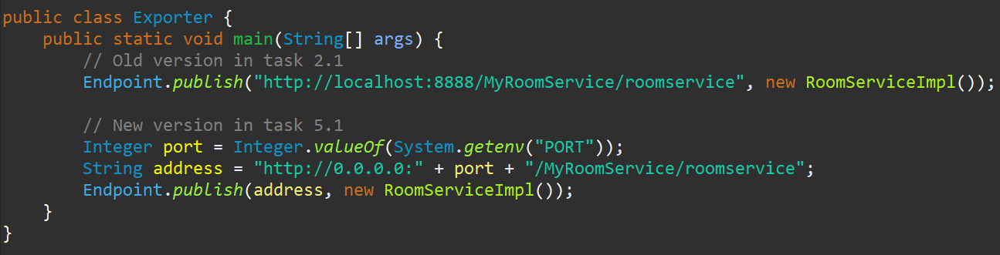 public class Exporter {
    public static void main(String[] args) {
        // Old version in task 2.1
        Endpoint.publish("http://localhost:8888/MyRoomService/roomservice", new RoomServiceImpl());

        // New version in task 5.1
        Integer port = Integer.valueOf(System.getenv("PORT"));
        String address = "http://0.0.0.0:" + port + "/MyRoomService/roomservice";
        Endpoint.publish(address, new RoomServiceImpl());
    }
}